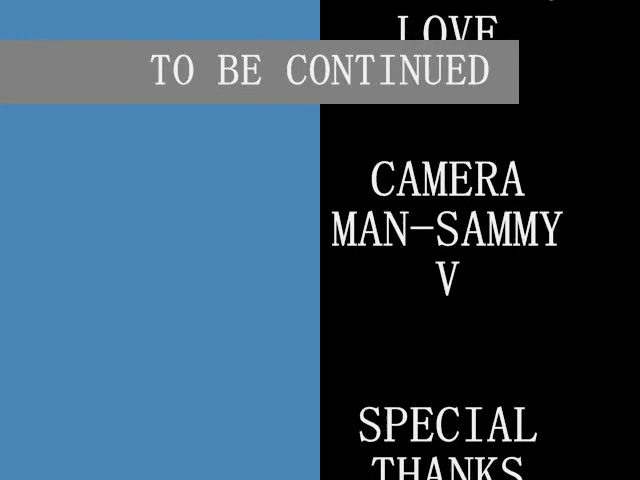 LOVE
TO BE CONTINUED
CAMERA
MAN-SAMMY
V
SPECIAL
THANKS